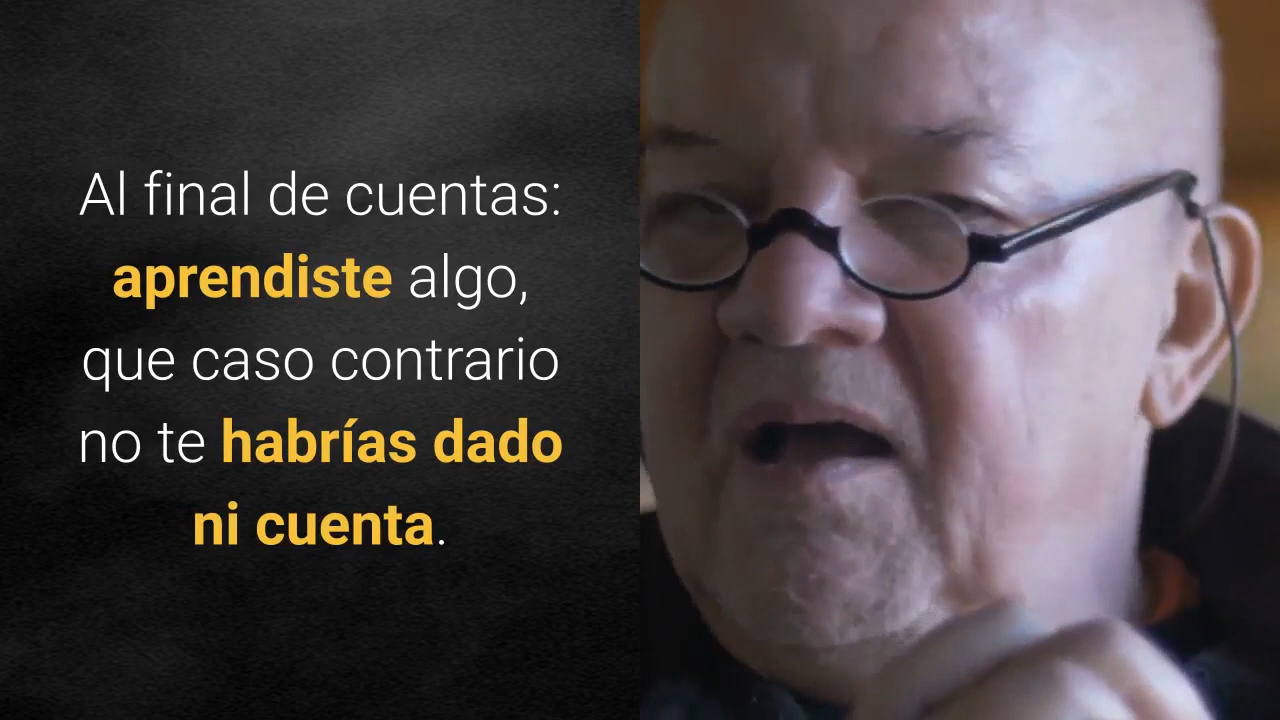 Al final de cuentas:
aprendiste algo,
que caso contrario
no te habrías dado
ni cuenta.